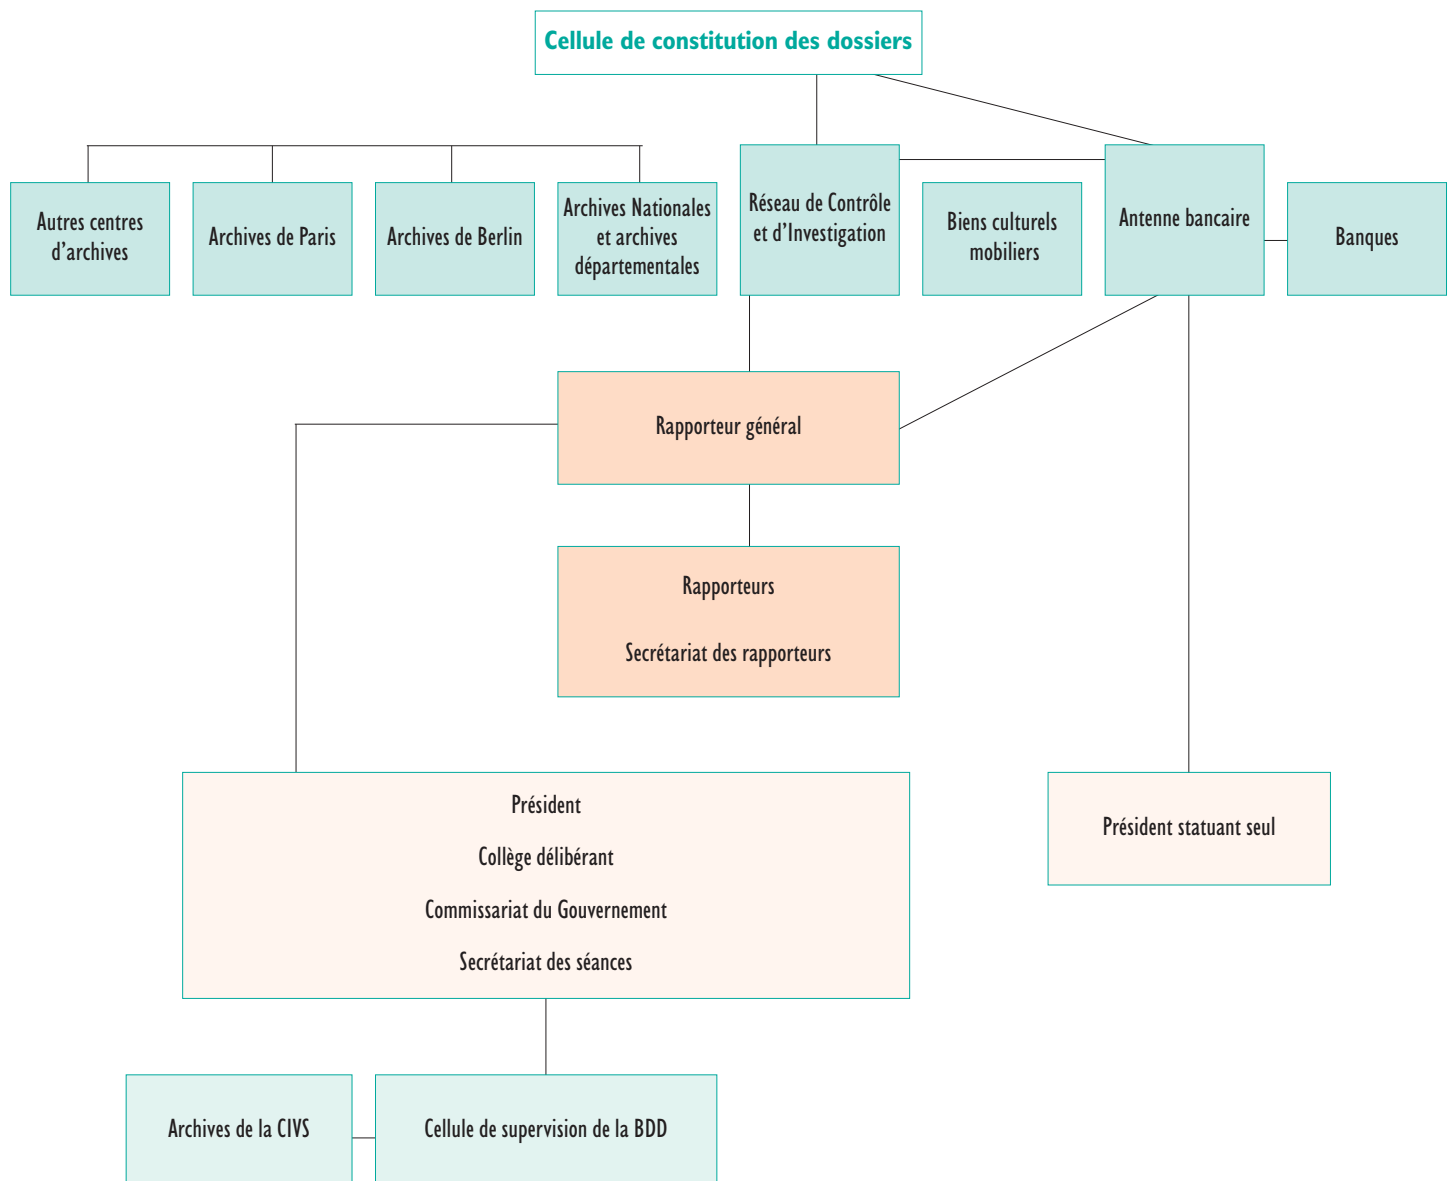 Cellule de constitution des dossiers
Autres centres
d'archives
Archives de Paris
Archives de Berlin
Archives Nationales
et archives
départementales
Réseau de Contrôle
et d'Investigation
Biens culturels
mobiliers
Antenne bancaire
Banques
Rapporteur général
Rapporteurs
Secrétariat des rapporteurs
Président
Collège délibérant
Commissariat du Gouvernement
Secrétariat des séances
Président statuant seul
Archives de la CIVS
Cellule de supervision de la BDD